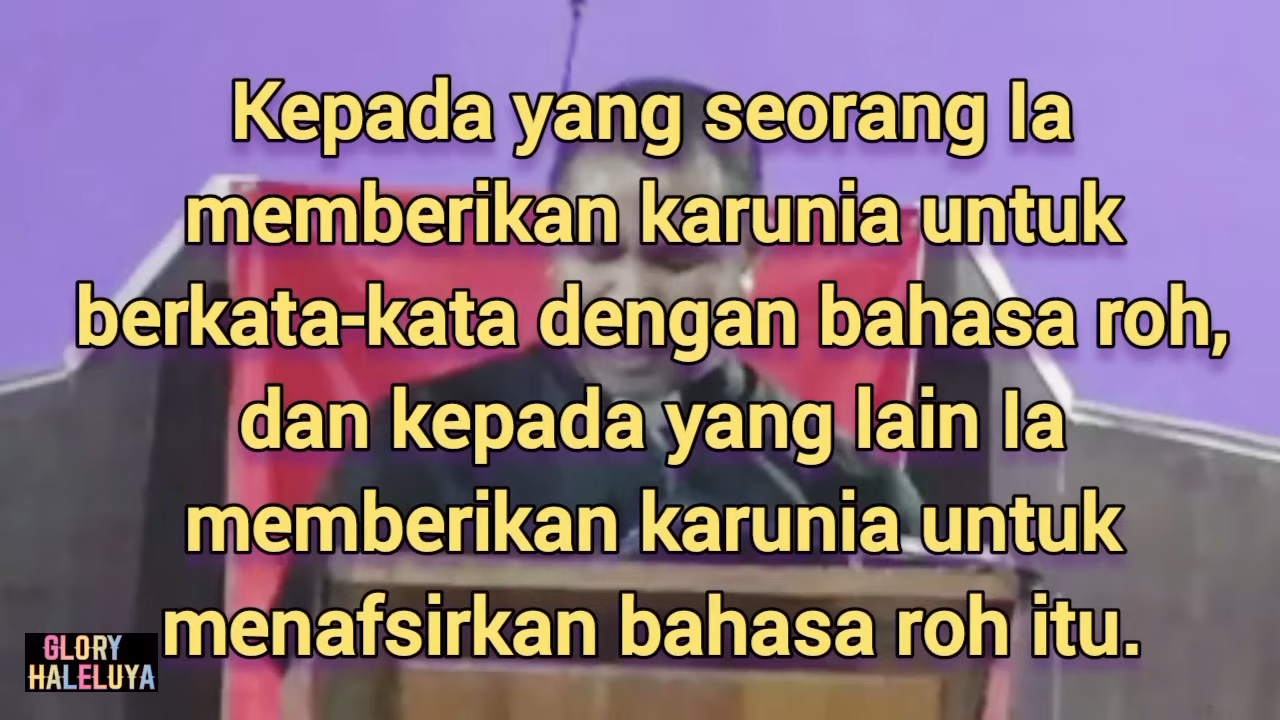 Kepada yang seorang Ia
memberikan karunia untuk
berkata-kata dengan bahasa roh,
dan kepada yang lain Ia
memberikan karunia untuk
menafsirkan bahasa roh itu.
GLORY
HALELUYA